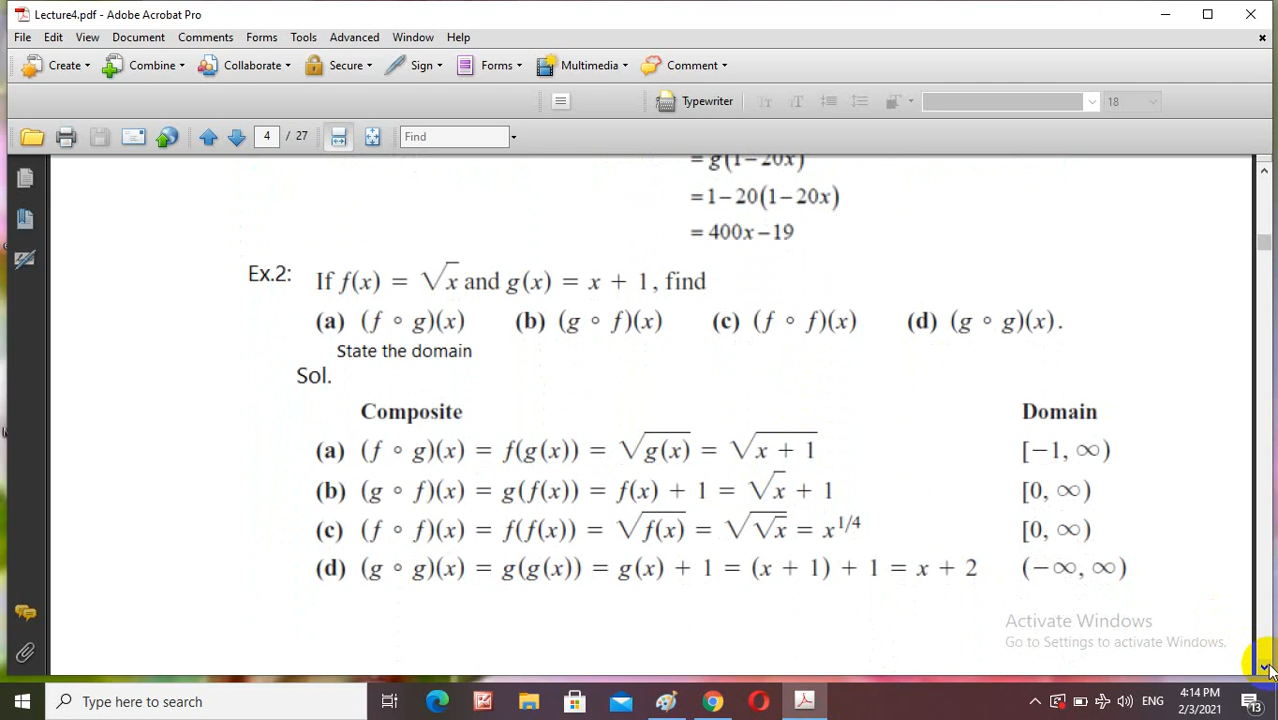 Lecture4.pdf - Adobe Acrobat Pro
File Edit View Document Comments Forms Tools Advanced Window Help
Create Combine Collaborate Secure Sign Forms Multimedia Comment
Typewriter 18
4 / 27 Find
= g(1−20x)
=1−20(1−20x)
= 400x−19
Ex.2: If f(x) = √x and g(x) = x + 1, find
(a) (f ∘ g)(x) (b) (g ∘ f)(x) (c) (f ∘ f)(x) (d) (g ∘ g)(x).
State the domain
Sol.
Composite Domain
(a) (f ∘ g)(x) = f(g(x)) = √(g(x)) = √(x + 1) [−1, ∞)
(b) (g ∘ f)(x) = g(f(x)) = f(x) + 1 = √x + 1 [0, ∞)
(c) (f ∘ f)(x) = f(f(x)) = √(f(x)) = √(√x) = x^1/4 [0, ∞)
(d) (g ∘ g)(x) = g(g(x)) = g(x) + 1 = (x + 1) + 1 = x + 2 (−∞, ∞)
Activate Windows
Go to Settings to activate Windows.
Type here to search ENG 4:14 PM
2/3/2021 13